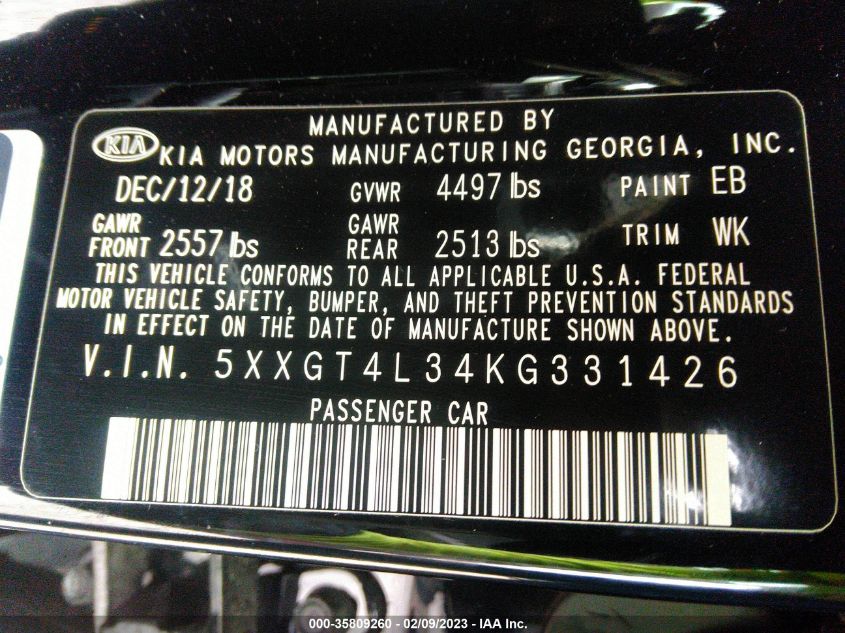 MANUFACTURED BY
KIA KIA MOTORS MANUFACTURING GEORGIA, INC.
DEC/12/18 GVWR 4497 lbs PAINT EB
GAWR FRONT 2557 lbs GAWR REAR 2513 lbs TRIM WK
THIS VEHICLE CONFORMS TO ALL APPLICABLE U.S.A. FEDERAL
MOTOR VEHICLE SAFETY, BUMPER, AND THEFT PREVENTION STANDARDS
IN EFFECT ON THE DATE OF MANUFACTURE SHOWN ABOVE.
V.I.N. 5XXGT4L34KG331426
PASSENGER CAR
000-35809260 - 02/09/2023 - IAA Inc.